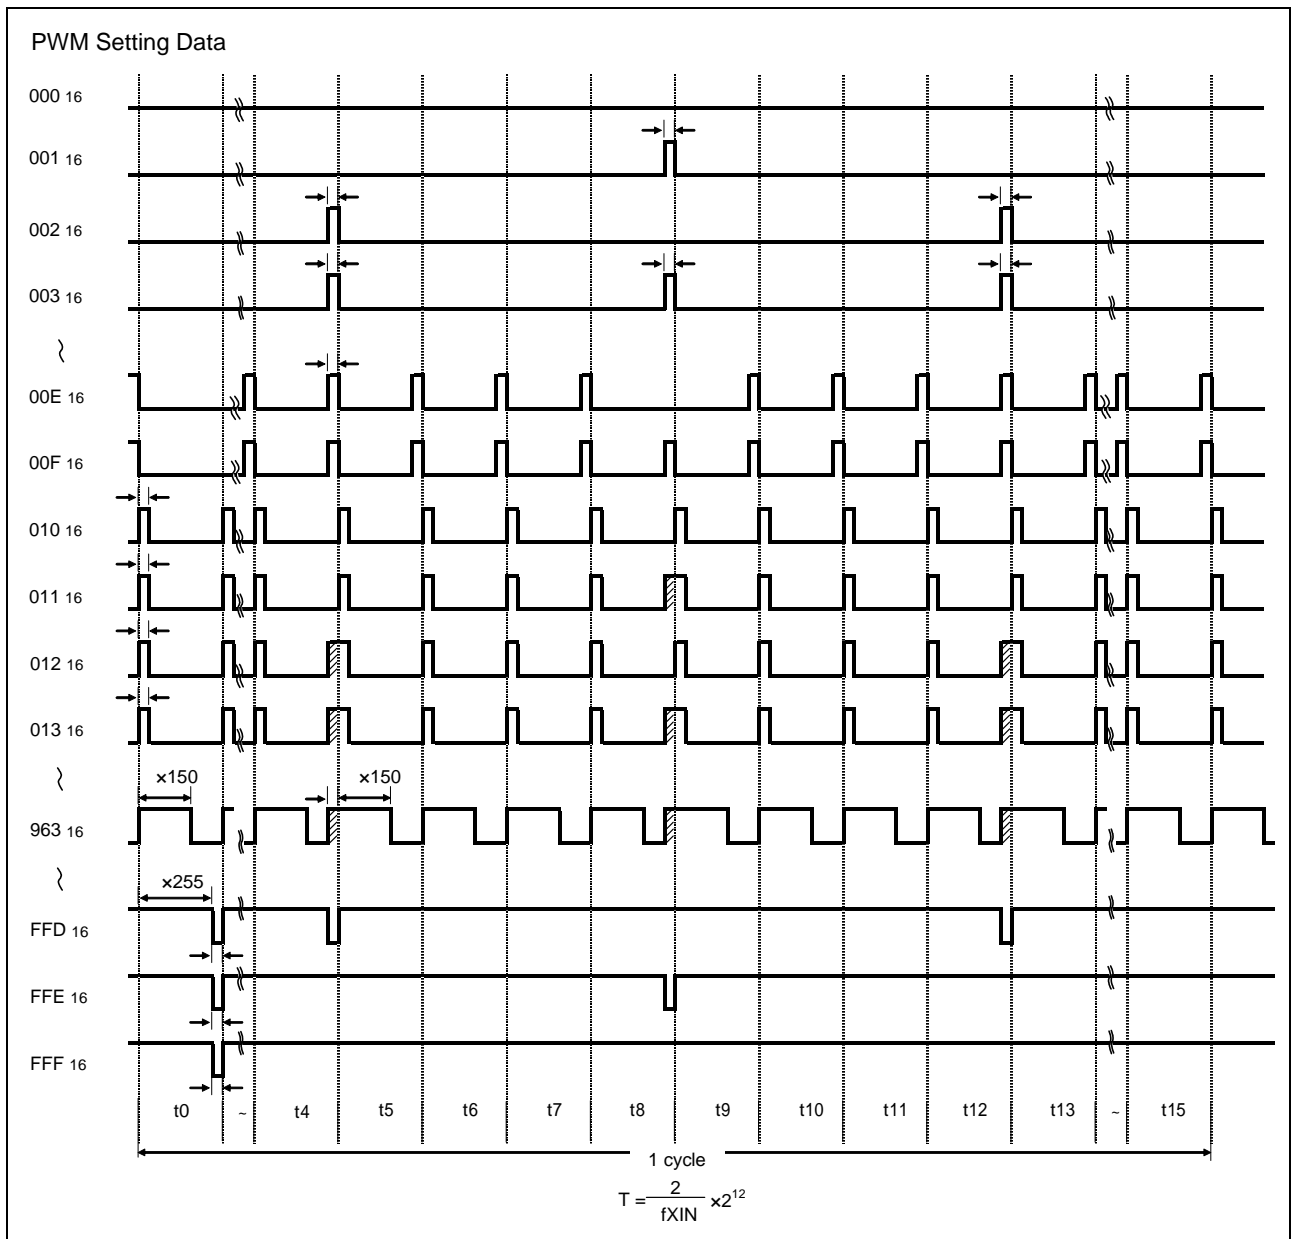 PWM Setting Data
000 16
001 16
002 16
003 16
00E 16
00F 16
010 16
011 16
012 16
013 16
×150 ×150
963 16
×255
FFD 16
FFE 16
FFF 16
t0 ~ t4 t5 t6 t7 t8 t9 t10 t11 t12 t13 ~ t15
1 cycle
T = 2 / fXIN ×2^12